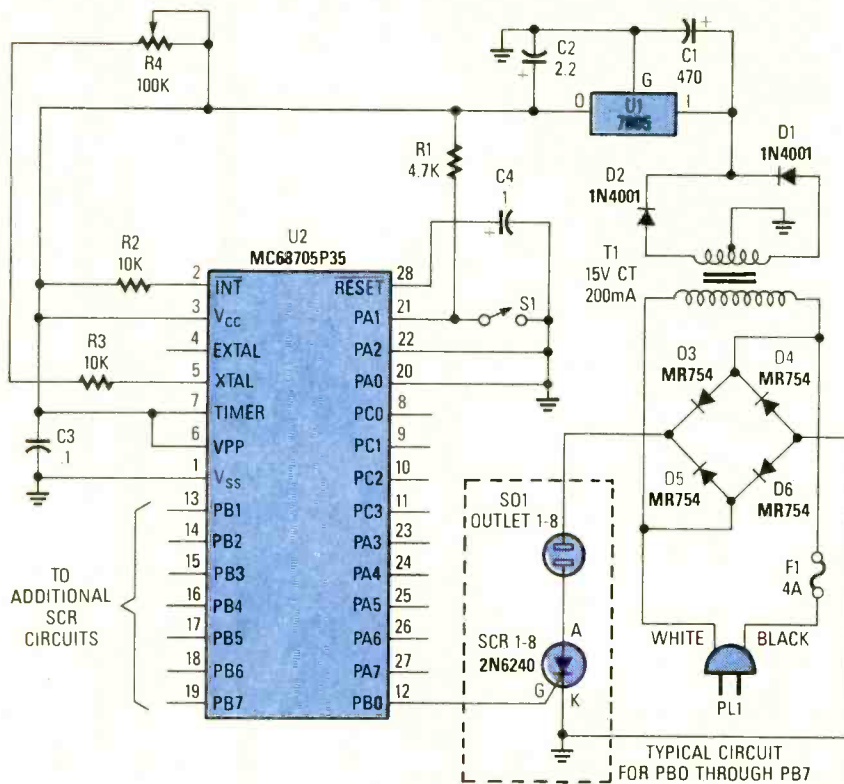 R4
100K
C2
2.2
C1
470
G
O
U1
7805
I
R1
4.7K
D1
1N4001
D2
1N4001
C4
1
T1
15V CT
200mA
U2
MC68705P35
R2
10K
R3
10K
C3
.1
2
INT
3
VCC
4
EXTAL
5
XTAL
7
TIMER
6
VPP
1
VSS
13
PB1
14
PB2
15
PB3
16
PB4
17
PB5
18
PB6
19
PB7
RESET
28
PA1
21
PA2
22
PA0
20
PC0
8
PC1
9
PC2
10
PC3
11
PA3
23
PA4
24
PA5
25
PA6
26
PA7
27
PB0
12
S1
+
+
+
TO
ADDITIONAL
SCR
CIRCUITS
D3
MR754
D4
MR754
D5
MR754
D6
MR754
SO1
OUTLET 1-8
SCR 1-8
2N6240
A
G
K
F1
4A
WHITE
BLACK
PL1
TYPICAL CIRCUIT
FOR PB0 THROUGH PB7